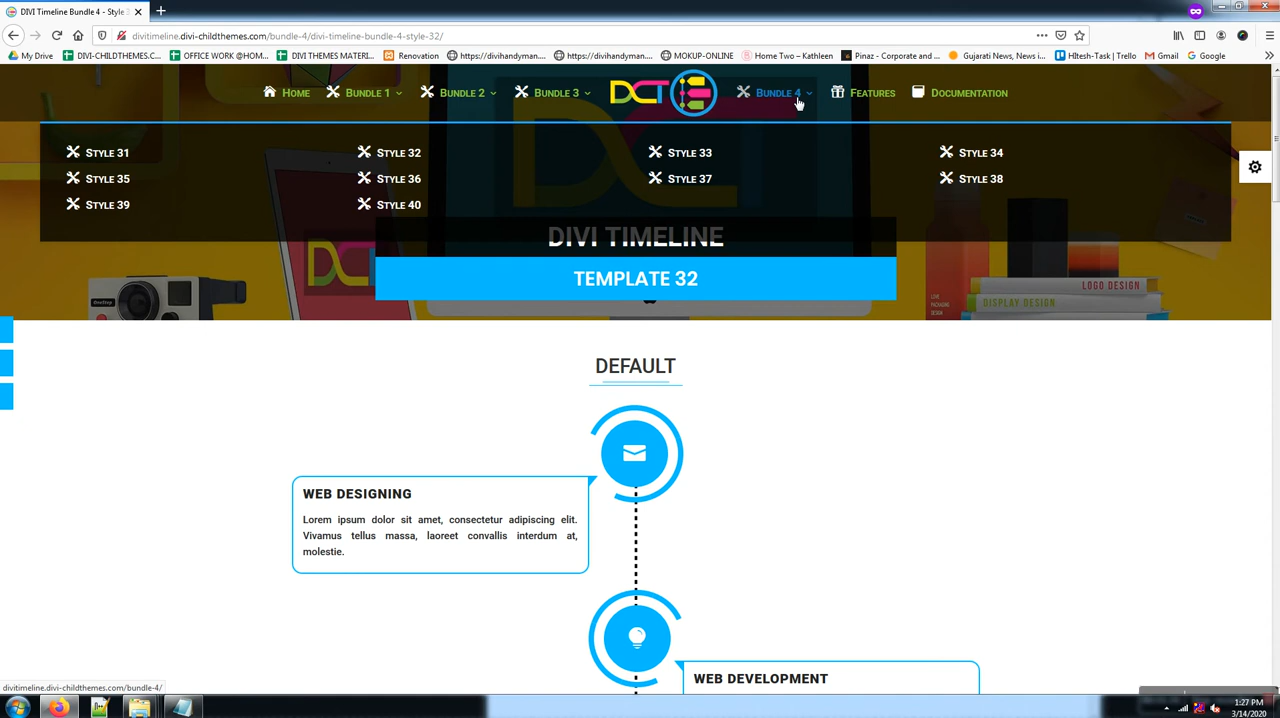 DIVI Timeline Bundle 4 - Style 3
divitimeline.divi-childthemes.com/bundle-4/divi-timeline-bundle-4-style-32/
My Drive DIVI-CHILDTHEMES.C... OFFICE WORK @HOM... DIVI THEMES MATERI... Renovation https://divihandyman.... https://divihandyman.... MOKUP-ONLINE Home Two – Kathleen Pinaz - Corporate and ... Gujarati News, News i... HItesh-Task | Trello Gmail Google
HOME BUNDLE 1 BUNDLE 2 BUNDLE 3 DCT BUNDLE 4 FEATURES DOCUMENTATION
STYLE 31 STYLE 32 STYLE 33 STYLE 34
STYLE 35 STYLE 36 STYLE 37 STYLE 38
STYLE 39 STYLE 40
DIVI TIMELINE
TEMPLATE 32
LOGO DESIGN
DISPLAY DESIGN
LOVE
PACKAGING
DESIGN
DEFAULT
WEB DESIGNING
Lorem ipsum dolor sit amet, consectetur adipiscing elit.
Vivamus tellus massa, laoreet convallis interdum at,
molestie.
WEB DEVELOPMENT
divitimeline.divi-childthemes.com/bundle-4/
1:27 PM
3/14/2020